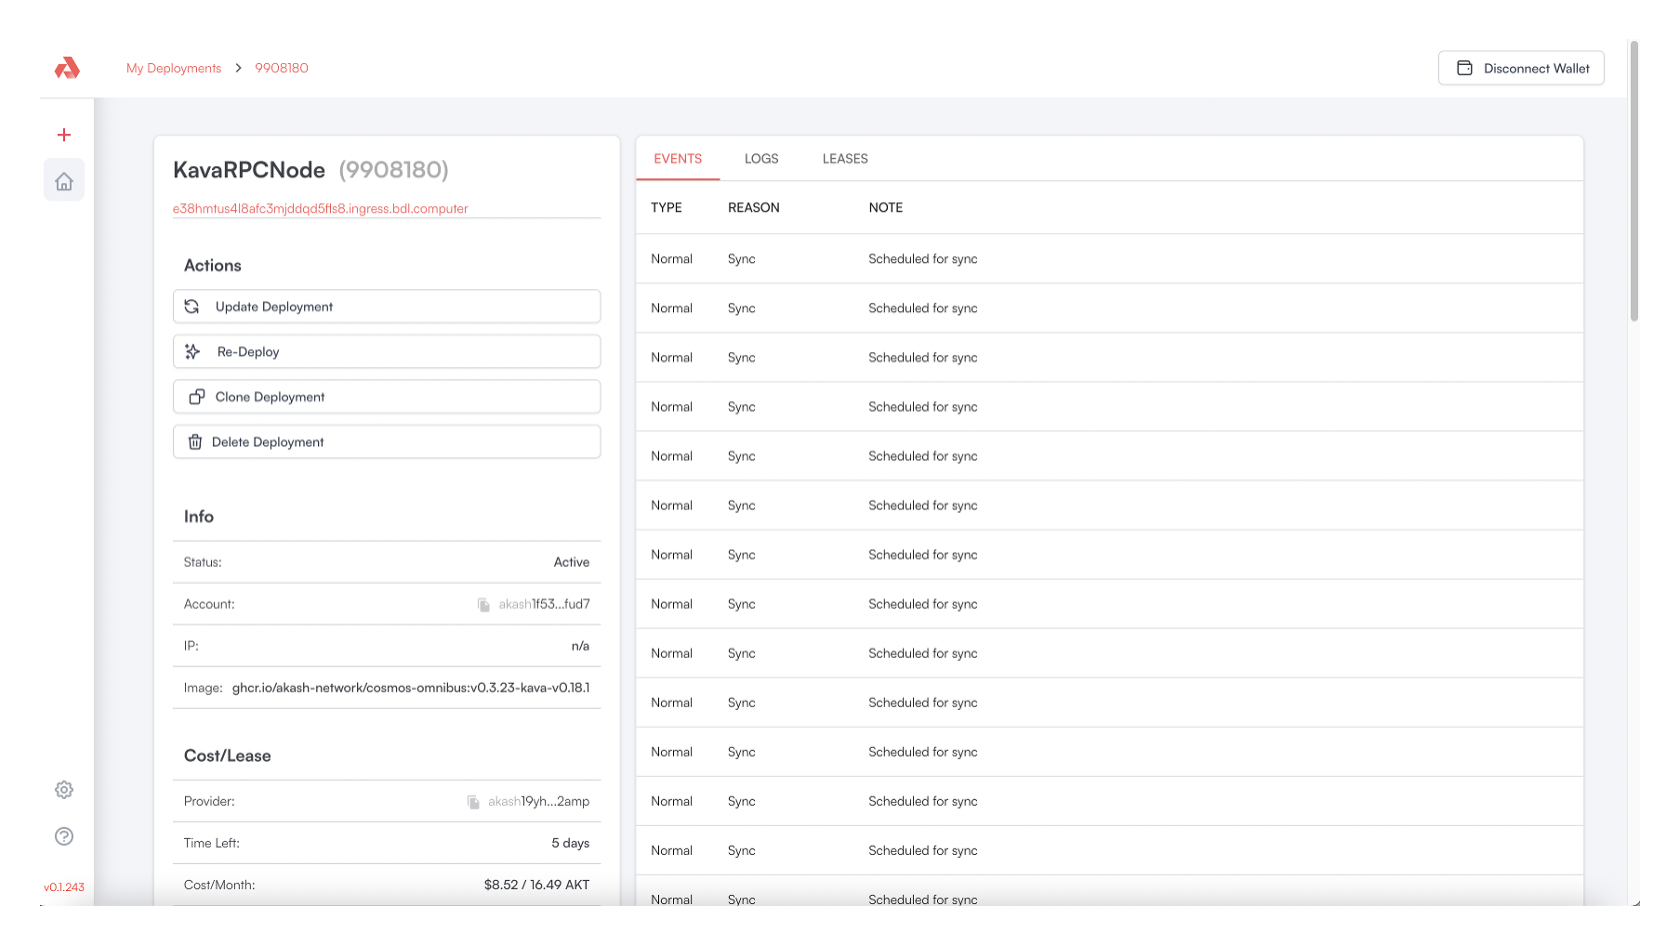 My Deployments > 9908180
Disconnect Wallet
KavaRPCNode (9908180)
e38hmtus4l8afc3mjddqd5fls8.ingress.bdl.computer
Actions
Update Deployment
Re-Deploy
Clone Deployment
Delete Deployment
Info
Status: Active
Account: akash1f53...fud7
IP: n/a
Image: ghcr.io/akash-network/cosmos-omnibus:v0.3.23-kava-v0.18.1
Cost/Lease
Provider: akash19yh...2amp
Time Left: 5 days
Cost/Month: $8.52 / 16.49 AKT
v0.1.243
EVENTS LOGS LEASES
TYPE REASON NOTE
Normal Sync Scheduled for sync
Normal Sync Scheduled for sync
Normal Sync Scheduled for sync
Normal Sync Scheduled for sync
Normal Sync Scheduled for sync
Normal Sync Scheduled for sync
Normal Sync Scheduled for sync
Normal Sync Scheduled for sync
Normal Sync Scheduled for sync
Normal Sync Scheduled for sync
Normal Sync Scheduled for sync
Normal Sync Scheduled for sync
Normal Sync Scheduled for sync
Normal Sync Scheduled for sync